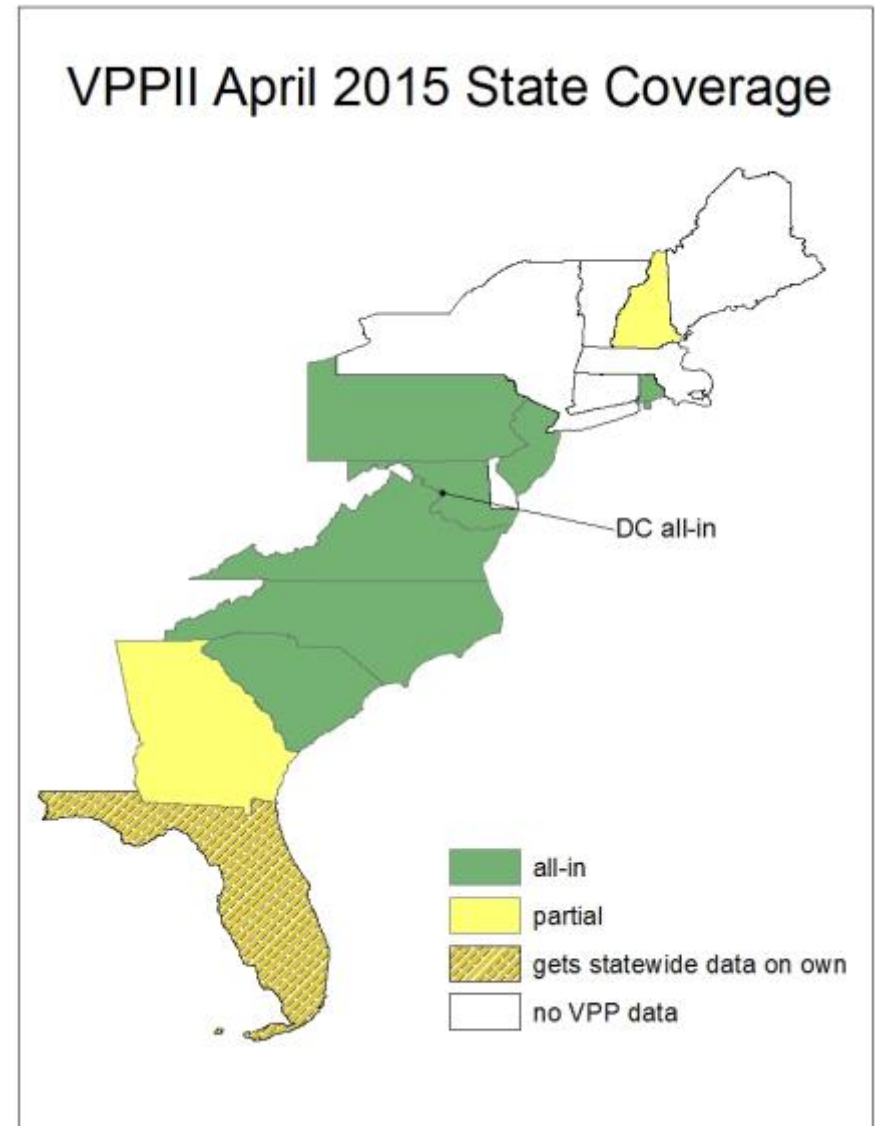 VPPII April 2015 State Coverage
DC all-in
all-in
partial
gets statewide data on own
no VPP data